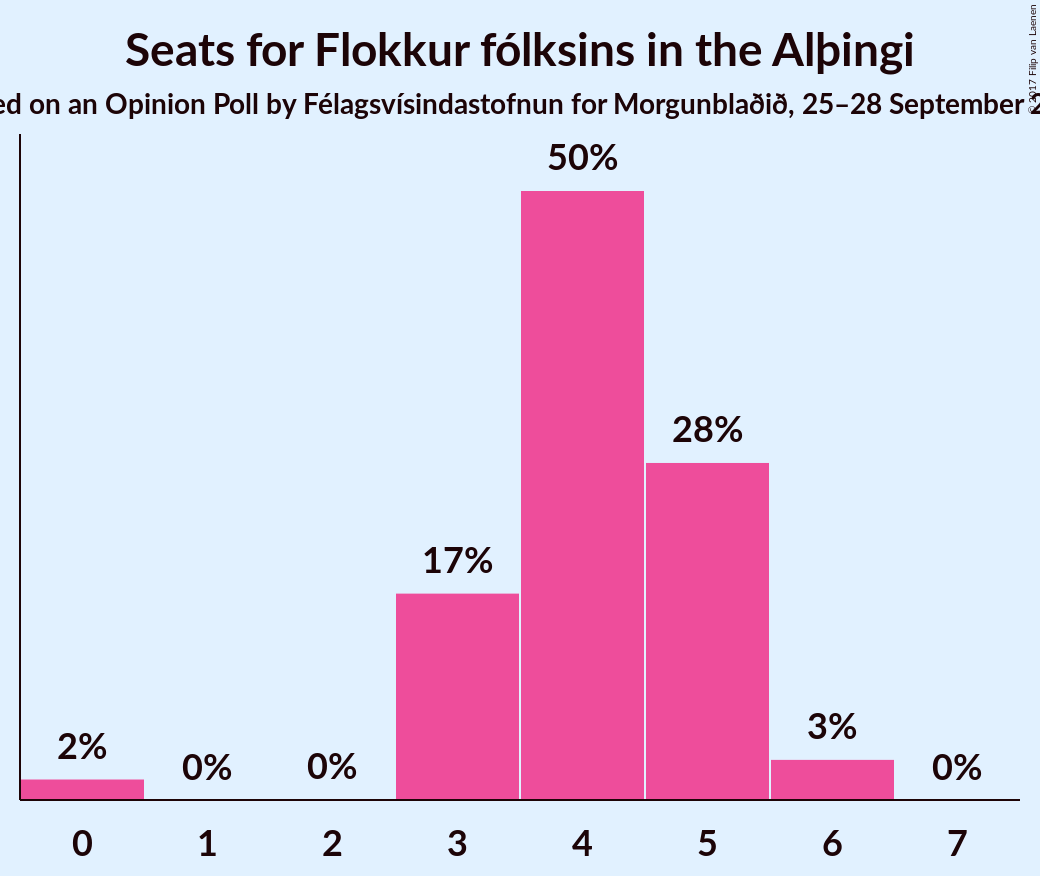 Seats for Flokkur fólksins in the Alþingi
ed on an Opinion Poll by Félagsvísindastofnun for Morgunblaðið, 25–28 September
© 2017 Filip van Laenen
50%
28%
17%
3%
2%
0%
0%
0%
0 1 2 3 4 5 6 7